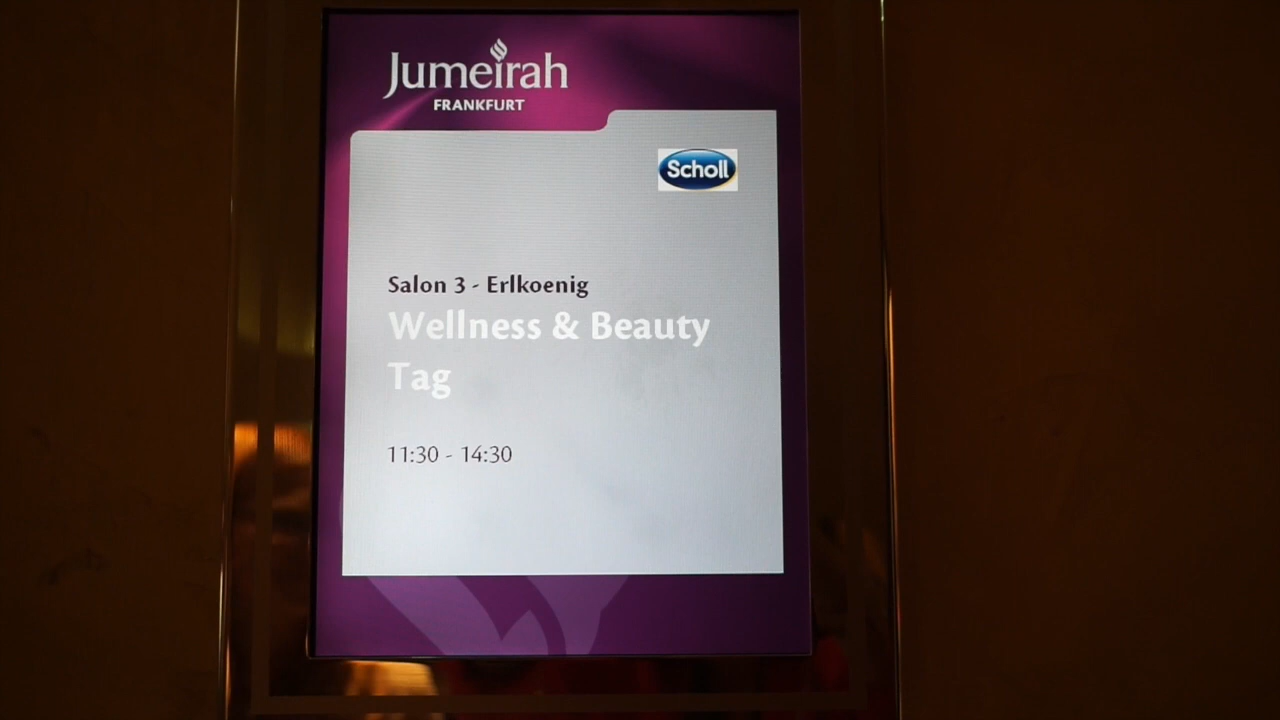 Jumeirah
FRANKFURT
Scholl
Salon 3 - Erlkoenig
Wellness & Beauty
Tag
11:30 - 14:30